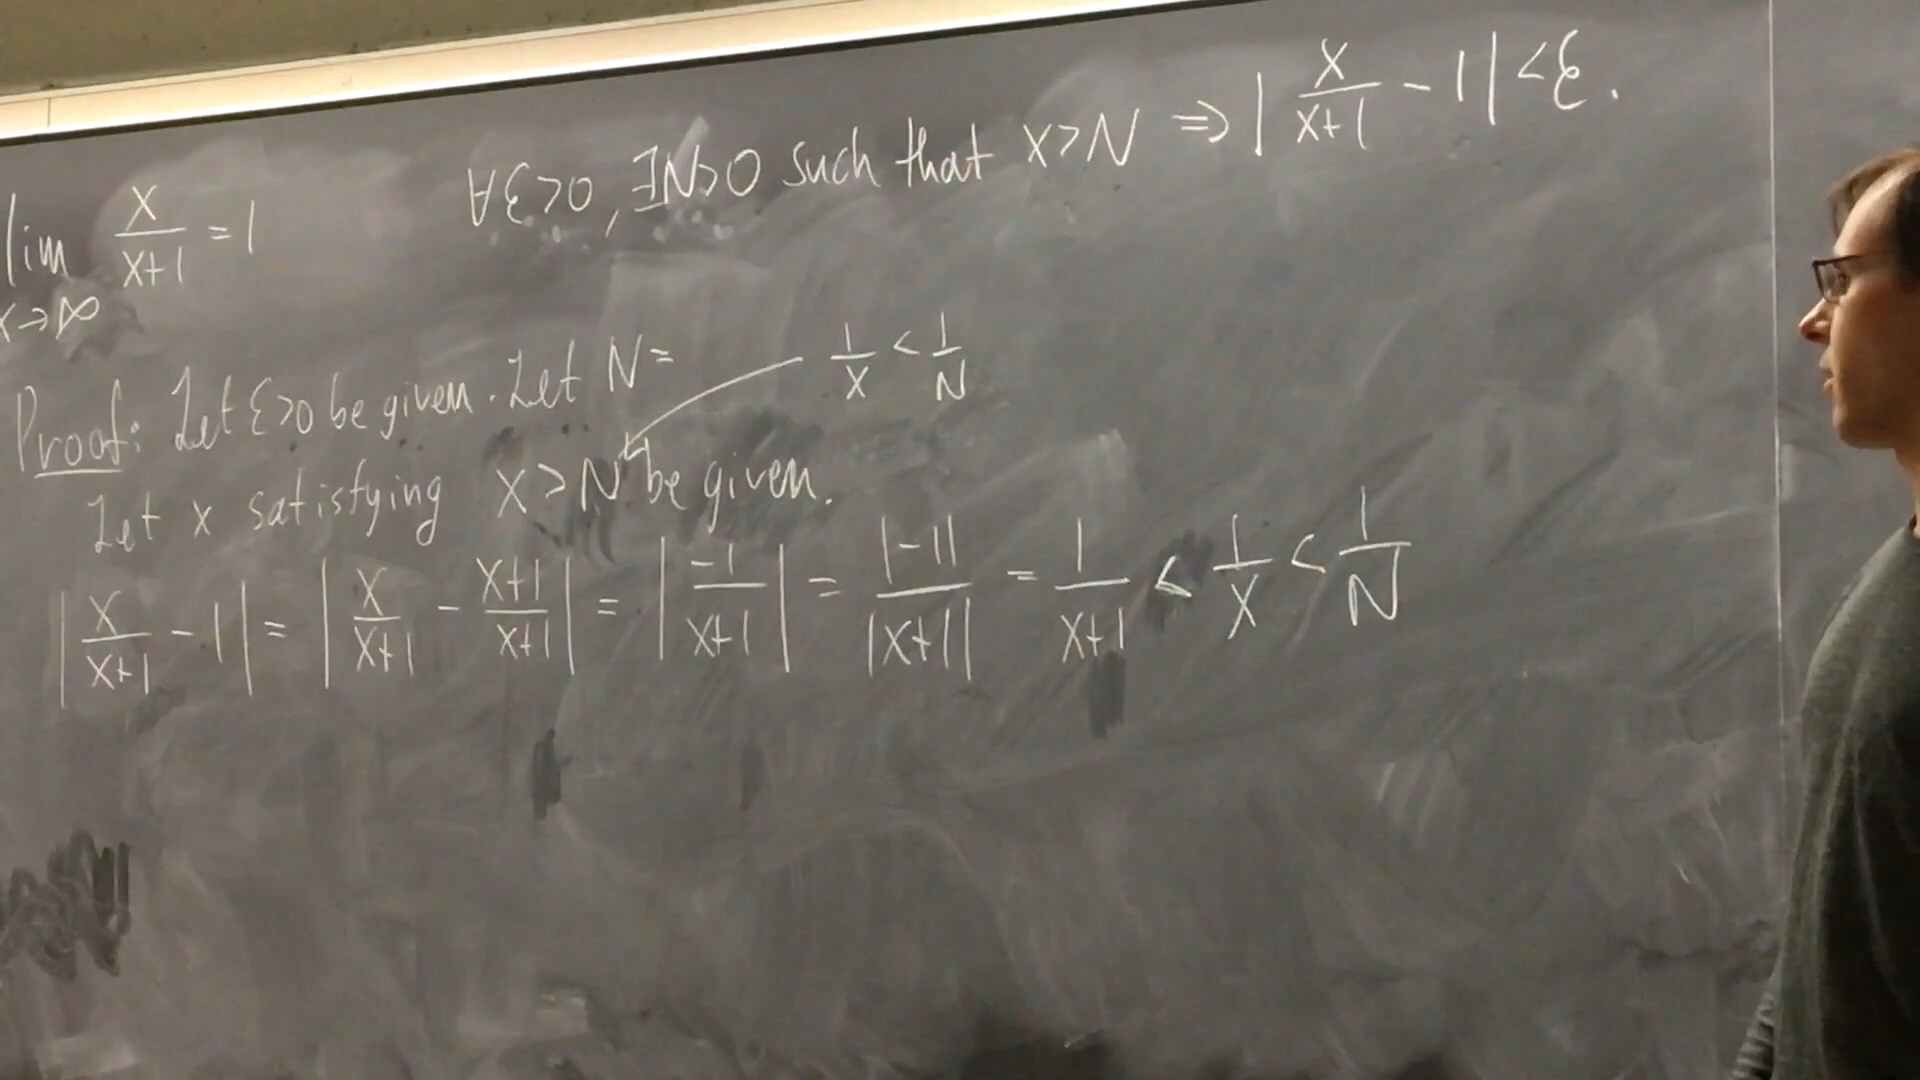 ∀ε>0, ∃N>0 such that x>N ⇒ | x/(x+1) - 1 | < ε.
lim x→∞ x/(x+1) = 1
Proof: Let ε>0 be given. Let N =
1/x < 1/N
Let x satisfying x>N be given.
| x/(x+1) - 1 | = | x/(x+1) - (x+1)/(x+1) | = | -1/(x+1) | = |-1|/|x+1| = 1/(x+1) < 1/x < 1/N